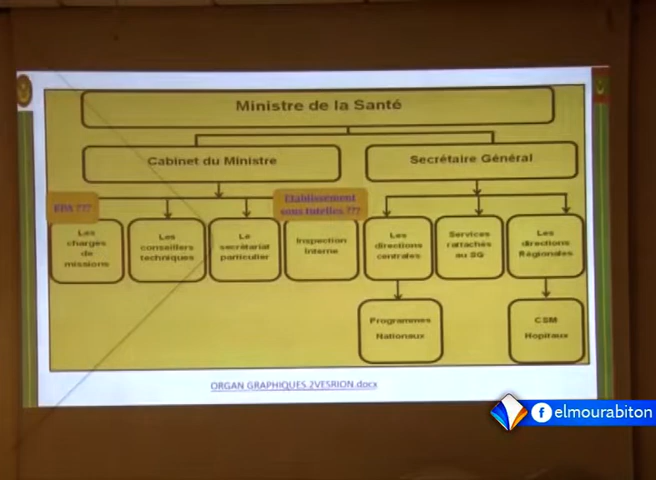 Ministre de la Santé
Cabinet du Ministre
Secrétaire Général
EPA ???
Etablissement
sous tutelles ???
Les
charges
de
missions
Les
conseillers
techniques
Le
secrétariat
particulier
Inspection
Interne
Les
directions
centrales
Services
rattachés
au SG
Les
directions
Régionales
Programmes
Nationaux
CSM
Hopitaux
ORGAN GRAPHIQUES 2VESRION.docx
elmourabiton